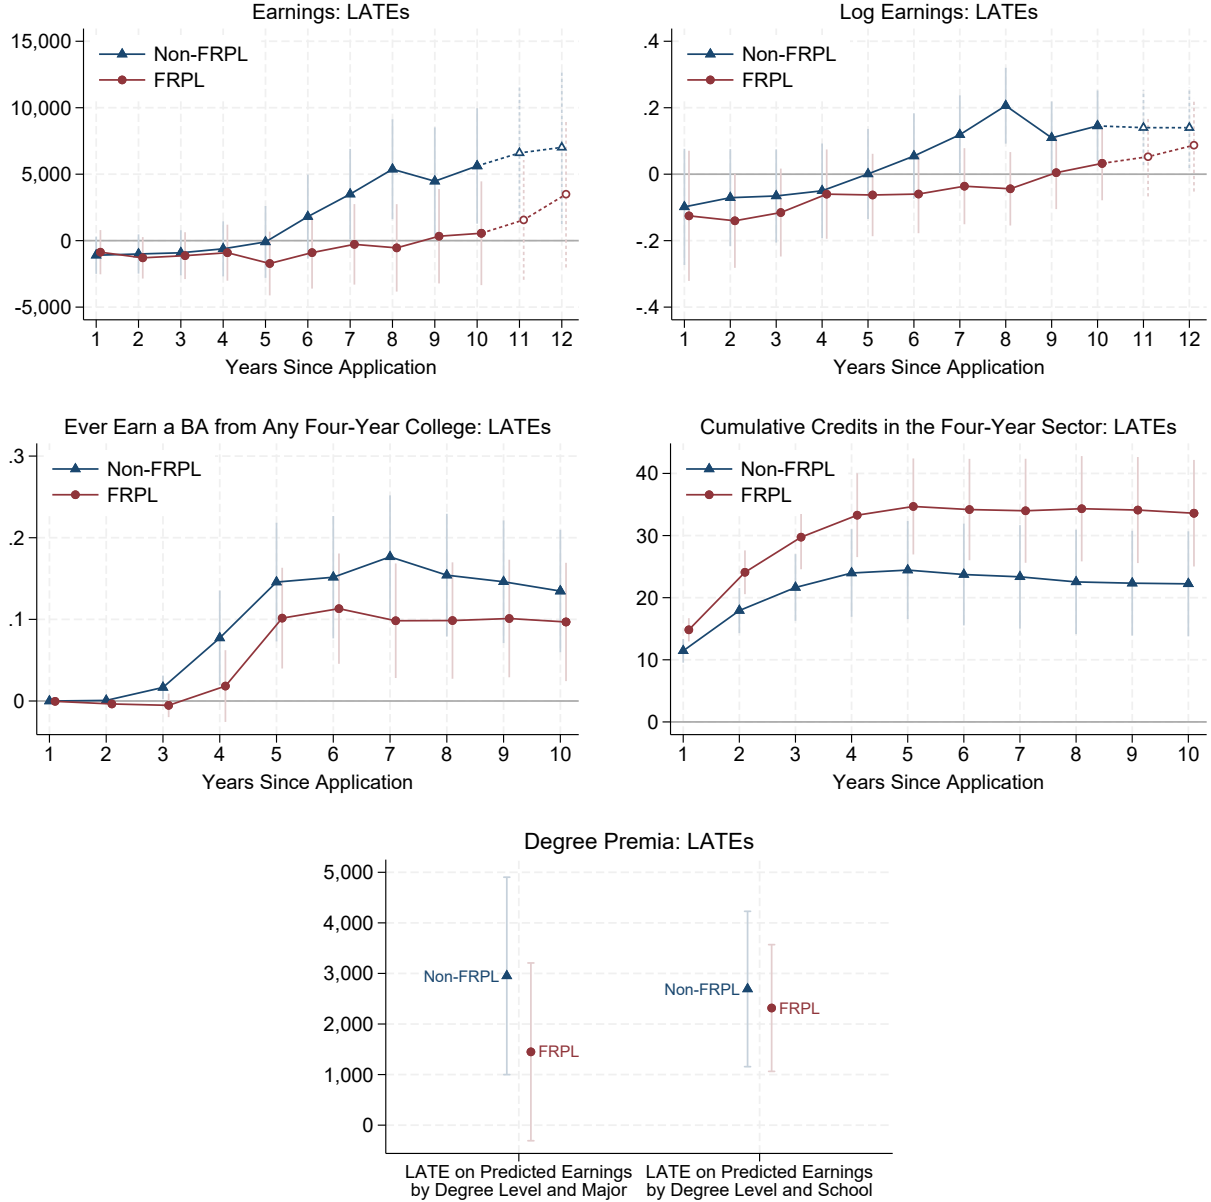 Earnings: LATEs
15,000
10,000
5,000
0
-5,000
Non-FRPL
FRPL
1 2 3 4 5 6 7 8 9 10 11 12
Years Since Application
Log Earnings: LATEs
.4
.2
0
-.2
-.4
Non-FRPL
FRPL
1 2 3 4 5 6 7 8 9 10 11 12
Years Since Application
Ever Earn a BA from Any Four-Year College: LATEs
.3
.2
.1
0
Non-FRPL
FRPL
1 2 3 4 5 6 7 8 9 10
Years Since Application
Cumulative Credits in the Four-Year Sector: LATEs
40
30
20
10
0
Non-FRPL
FRPL
1 2 3 4 5 6 7 8 9 10
Years Since Application
Degree Premia: LATEs
5,000
4,000
3,000
2,000
1,000
0
Non-FRPL
FRPL
Non-FRPL
FRPL
LATE on Predicted Earnings
by Degree Level and Major
LATE on Predicted Earnings
by Degree Level and School